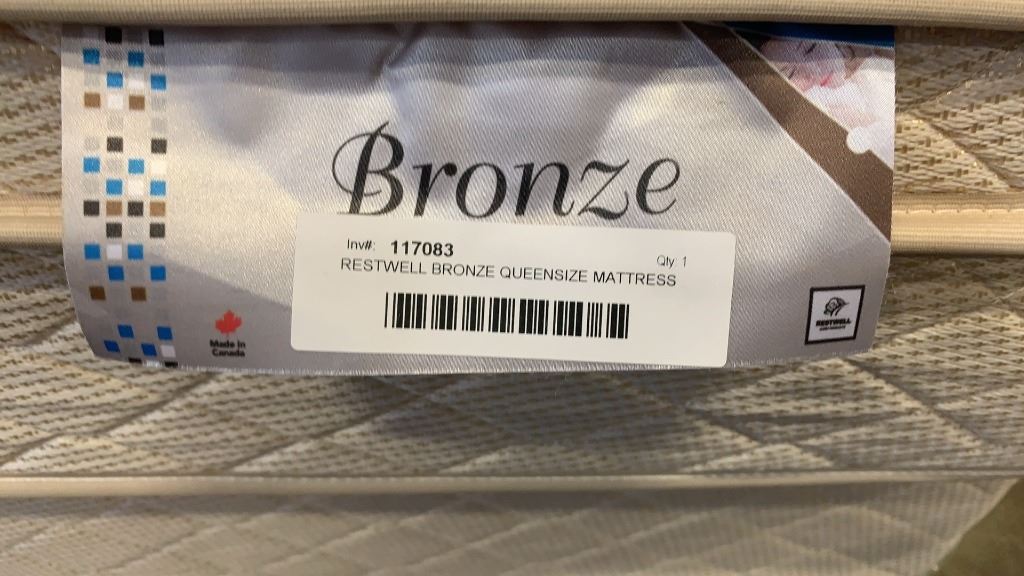 Bronze
Inv#: 117083
Qty: 1
RESTWELL BRONZE QUEENSIZE MATTRESS
Made in
Canada
RESTWELL